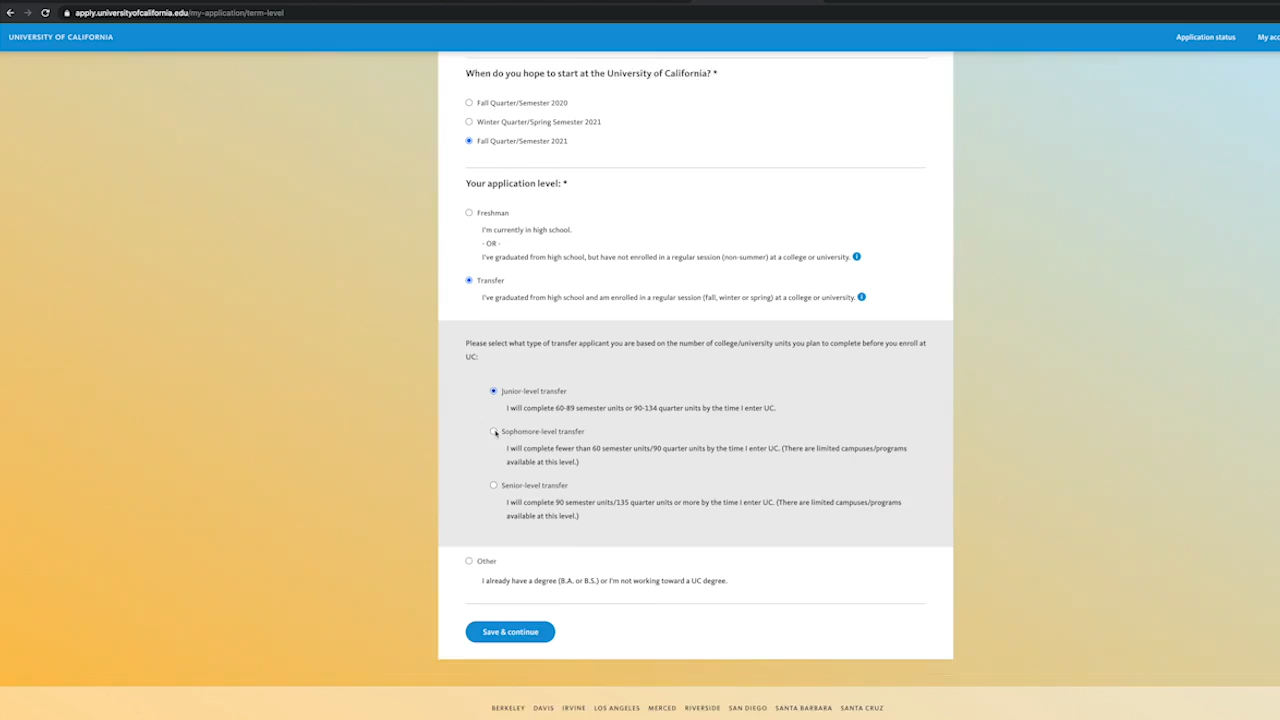 apply.universityofcalifornia.edu/my-application/term-level
UNIVERSITY OF CALIFORNIA
Application status
My acc
When do you hope to start at the University of California? *
Fall Quarter/Semester 2020
Winter Quarter/Spring Semester 2021
Fall Quarter/Semester 2021
Your application level: *
Freshman
I'm currently in high school.
- OR -
I've graduated from high school, but have not enrolled in a regular session (non-summer) at a college or university.
Transfer
I've graduated from high school and am enrolled in a regular session (fall, winter or spring) at a college or university.
Please select what type of transfer applicant you are based on the number of college/university units you plan to complete before you enroll at
UC:
Junior-level transfer
I will complete 60-89 semester units or 90-134 quarter units by the time I enter UC.
Sophomore-level transfer
I will complete fewer than 60 semester units/90 quarter units by the time I enter UC. (There are limited campuses/programs
available at this level.)
Senior-level transfer
I will complete 90 semester units/135 quarter units or more by the time I enter UC. (There are limited campuses/programs
available at this level.)
Other
I already have a degree (B.A. or B.S.) or I'm not working toward a UC degree.
Save & continue
BERKELEY DAVIS IRVINE LOS ANGELES MERCED RIVERSIDE SAN DIEGO SANTA BARBARA SANTA CRUZ